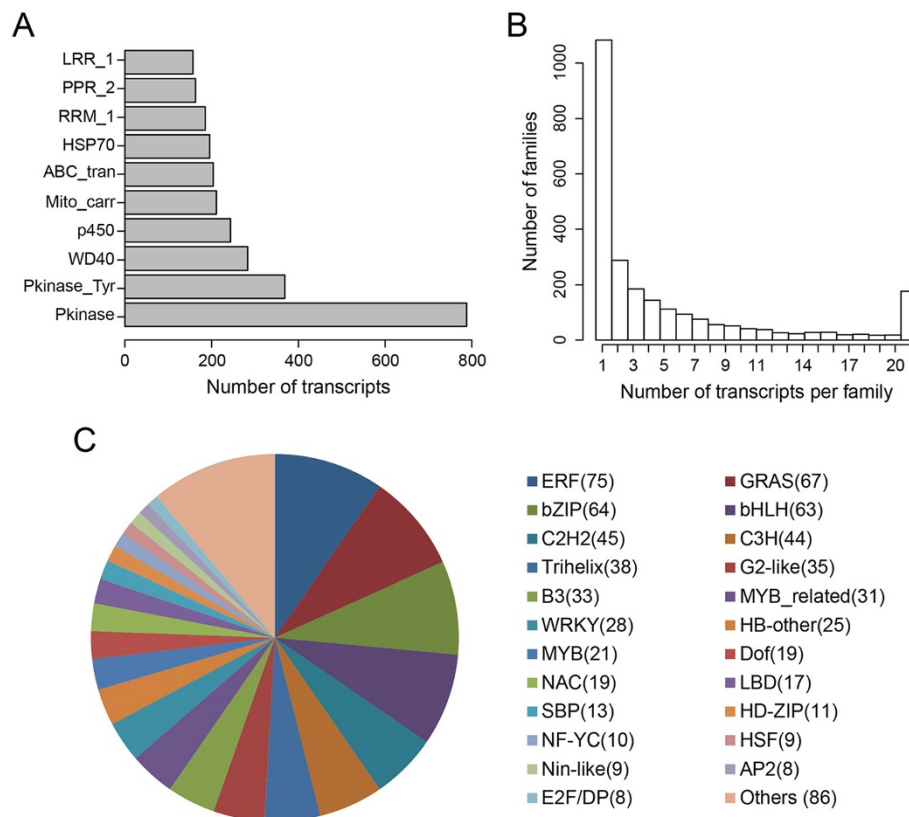 A
LRR_1
PPR_2
RRM_1
HSP70
ABC_tran
Mito_carr
p450
WD40
Pkinase_Tyr
Pkinase
0 200 400 600 800
Number of transcripts
B
Number of families
1000
800
600
400
200
0
1 3 5 7 9 11 14 17 20
Number of transcripts per family
C
ERF(75) GRAS(67)
bZIP(64) bHLH(63)
C2H2(45) C3H(44)
Trihelix(38) G2-like(35)
B3(33) MYB_related(31)
WRKY(28) HB-other(25)
MYB(21) Dof(19)
NAC(19) LBD(17)
SBP(13) HD-ZIP(11)
NF-YC(10) HSF(9)
Nin-like(9) AP2(8)
E2F/DP(8) Others (86)